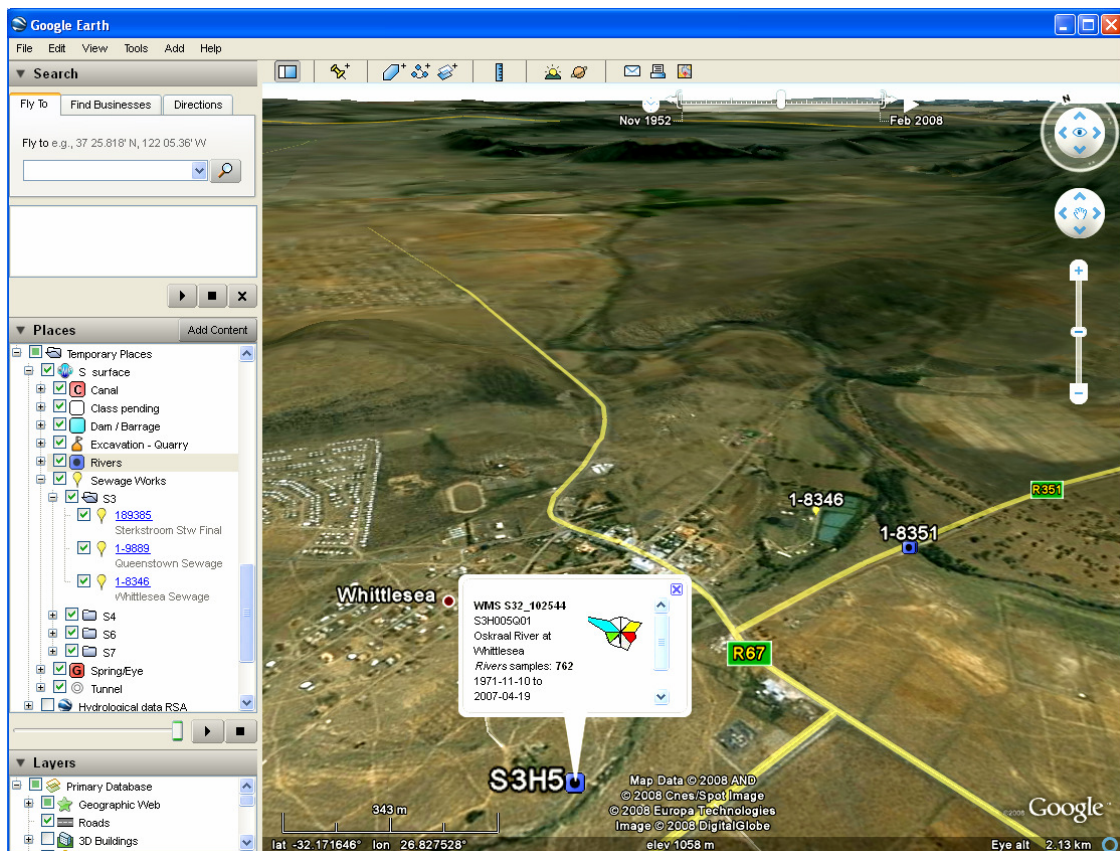 Google Earth
File Edit View Tools Add Help
Search
Fly To Find Businesses Directions
Fly to e.g., 37 25.818' N, 122 05.36' W
Places Add Content
Temporary Places
S surface
C Canal
Class pending
Dam / Barrage
Excavation - Quarry
Rivers
Sewage Works
S3
189385
Sterkstroom Stw Final
1-9889
Queenstown Sewage
1-8346
Whittlesea Sewage
S4
S6
S7
G Spring/Eye
Tunnel
Hydrological data RSA
Layers
Primary Database
Geographic Web
Roads
3D Buildings
Nov 1952 Feb 2008
N
R351
1-8346
1-8351
Whittlesea
WMS S32_102544
S3H005Q01
Oskraal River at
Whittlesea
Rivers samples: 762
1971-11-10 to
2007-04-19
R67
S3H5
Map Data © 2008 AND
© 2008 Cnes/Spot Image
© 2008 Europa Technologies
Image © 2008 DigitalGlobe
©2008 Google
343 m
lat -32.171646° lon 26.827528° elev 1058 m Eye alt 2.13 km